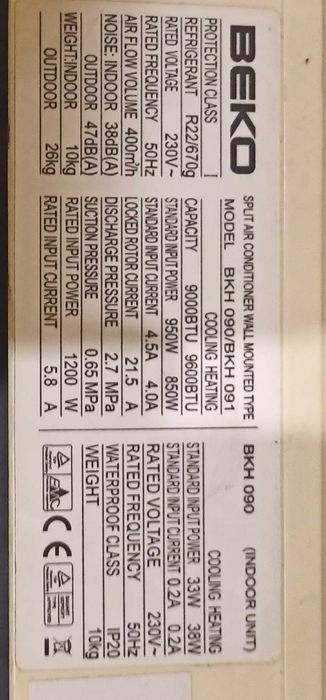 BEKO
SPLIT AIR CONDITIONER WALL MOUNTED TYPE
MODEL BKH 090/BKH 091
BKH 090 (INDOOR UNIT)
PROTECTION CLASS I
REFRIGERANT R22/670g
RATED VOLTAGE 230V~
RATED FREQUENCY 50Hz
AIR FLOW VOLUME 400m³/h
NOISE: INDOOR 38dB(A)
OUTDOOR 47dB(A)
WEIGHT:INDOOR 10kg
OUTDOOR 26kg
COOLING HEATING
CAPACITY 9000BTU 9600BTU
STANDARD INPUT POWER 950W 850W
STANDARD INPUT CURRENT 4.5A 4.0A
LOCKED ROTOR CURRENT 21.5 A
DISCHARGE PRESSURE 2.7 MPa
SUCTION PRESSURE 0.65 MPa
RATED INPUT POWER 1200 W
RATED INPUT CURRENT 5.8 A
COOLING HEATING
STANDARD INPUT POWER 33W 38W
STANDARD INPUT CURRENT 0.2A 0.2A
RATED VOLTAGE 230V~
RATED FREQUENCY 50Hz
WATERPROOF CLASS IP20
WEIGHT 10kg
EMC CE